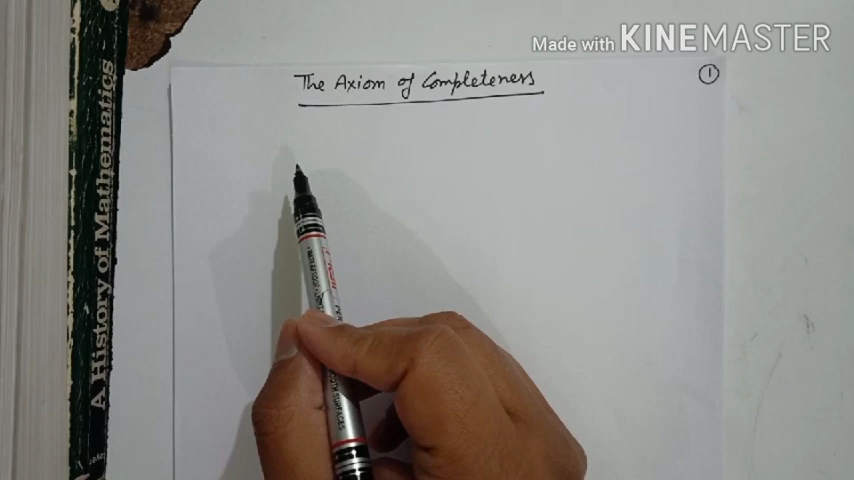 Made with KINEMASTER
The Axiom of Completeness
1
A History of Mathematics